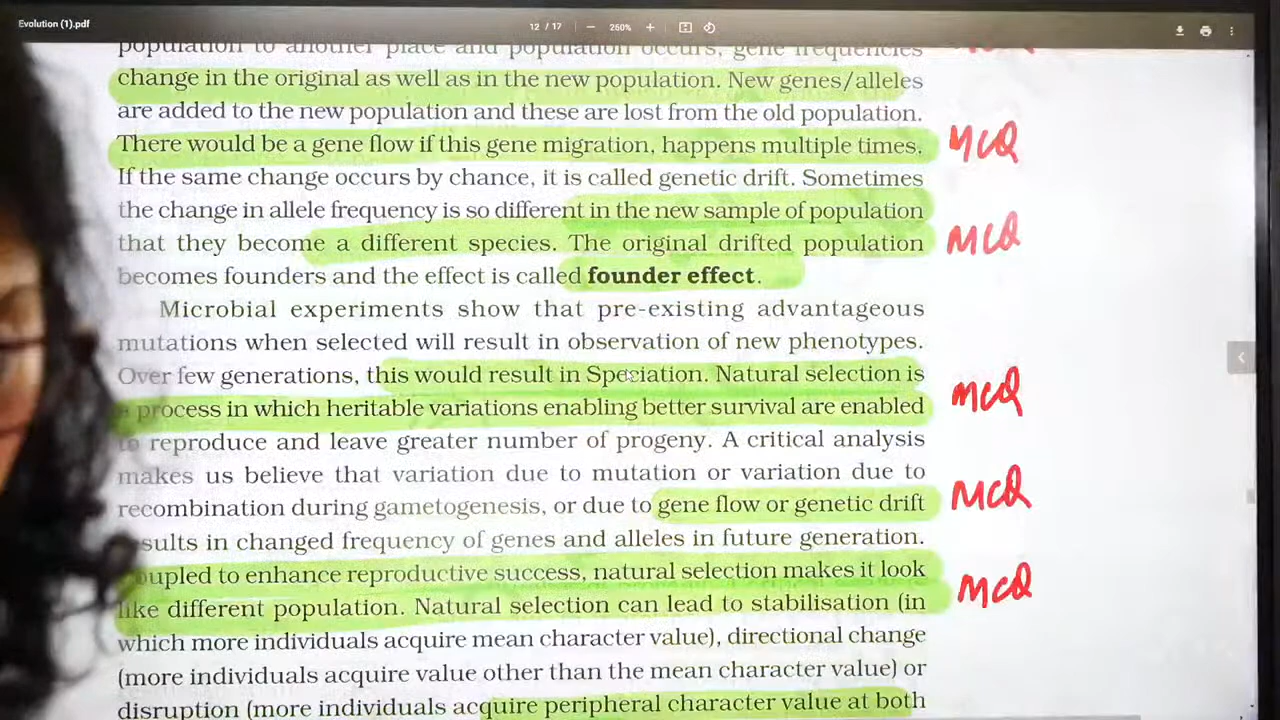 Evolution (1).pdf
12 / 17
250%
population to another place and population occurs, gene frequencies
change in the original as well as in the new population. New genes/alleles
are added to the new population and these are lost from the old population.
There would be a gene flow if this gene migration, happens multiple times. MCQ
If the same change occurs by chance, it is called genetic drift. Sometimes
the change in allele frequency is so different in the new sample of population
that they become a different species. The original drifted population MCQ
becomes founders and the effect is called founder effect.
Microbial experiments show that pre-existing advantageous
mutations when selected will result in observation of new phenotypes.
Over few generations, this would result in Speciation. Natural selection is MCQ
process in which heritable variations enabling better survival are enabled
to reproduce and leave greater number of progeny. A critical analysis
makes us believe that variation due to mutation or variation due to
recombination during gametogenesis, or due to gene flow or genetic drift MCQ
sults in changed frequency of genes and alleles in future generation.
oupled to enhance reproductive success, natural selection makes it look MCQ
like different population. Natural selection can lead to stabilisation (in
which more individuals acquire mean character value), directional change
(more individuals acquire value other than the mean character value) or
disruption (more individuals acquire peripheral character value at both